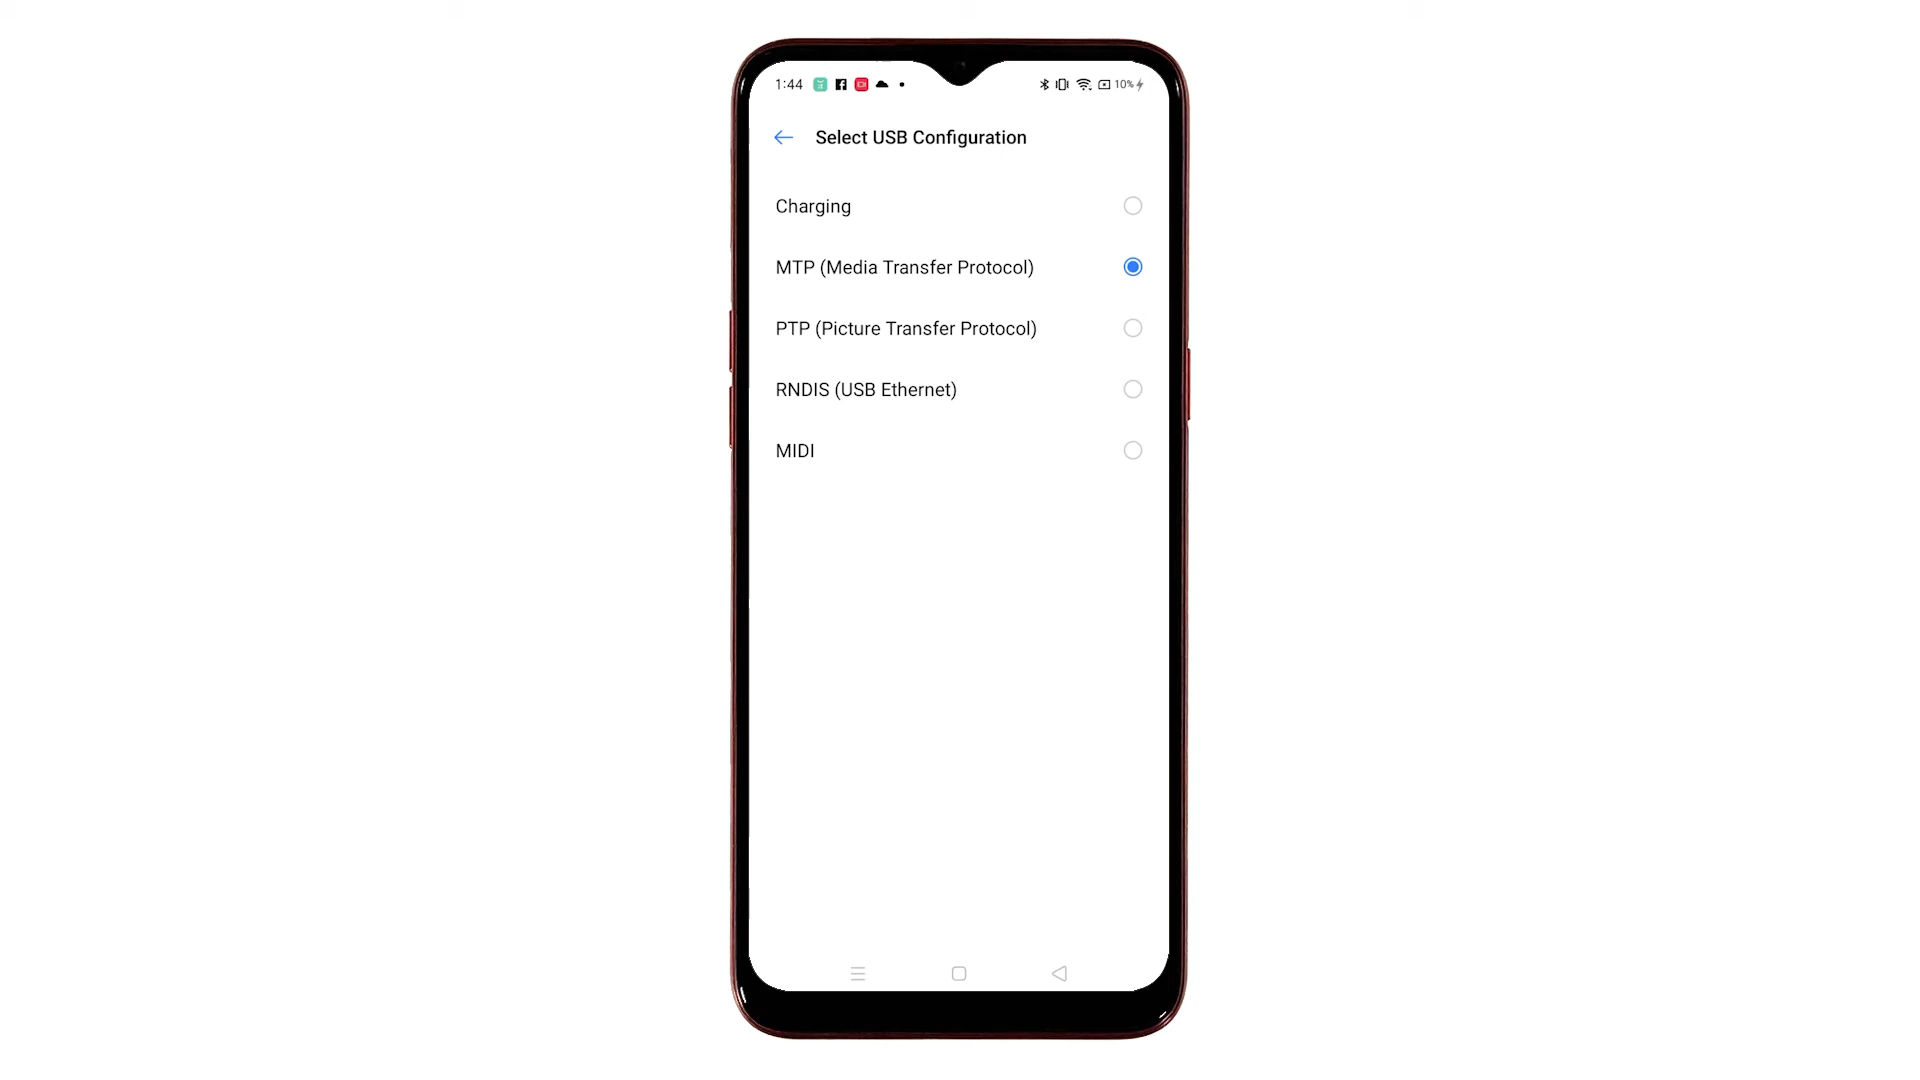 1:44 10%
Select USB Configuration
Charging
MTP (Media Transfer Protocol)
PTP (Picture Transfer Protocol)
RNDIS (USB Ethernet)
MIDI